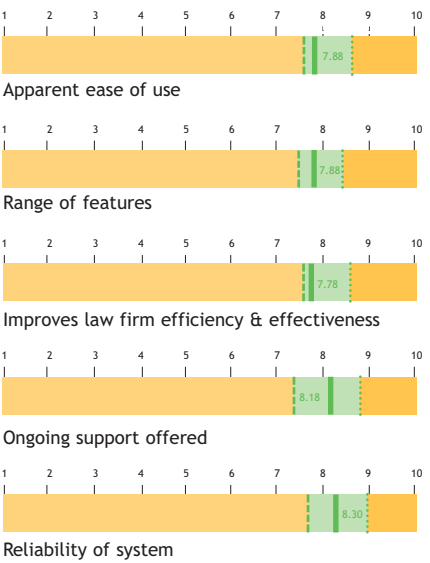 1 2 3 4 5 6 7 8 9 10
7.88
Apparent ease of use
1 2 3 4 5 6 7 8 9 10
7.88
Range of features
1 2 3 4 5 6 7 8 9 10
7.78
Improves law firm efficiency & effectiveness
1 2 3 4 5 6 7 8 9 10
8.18
Ongoing support offered
1 2 3 4 5 6 7 8 9 10
8.30
Reliability of system